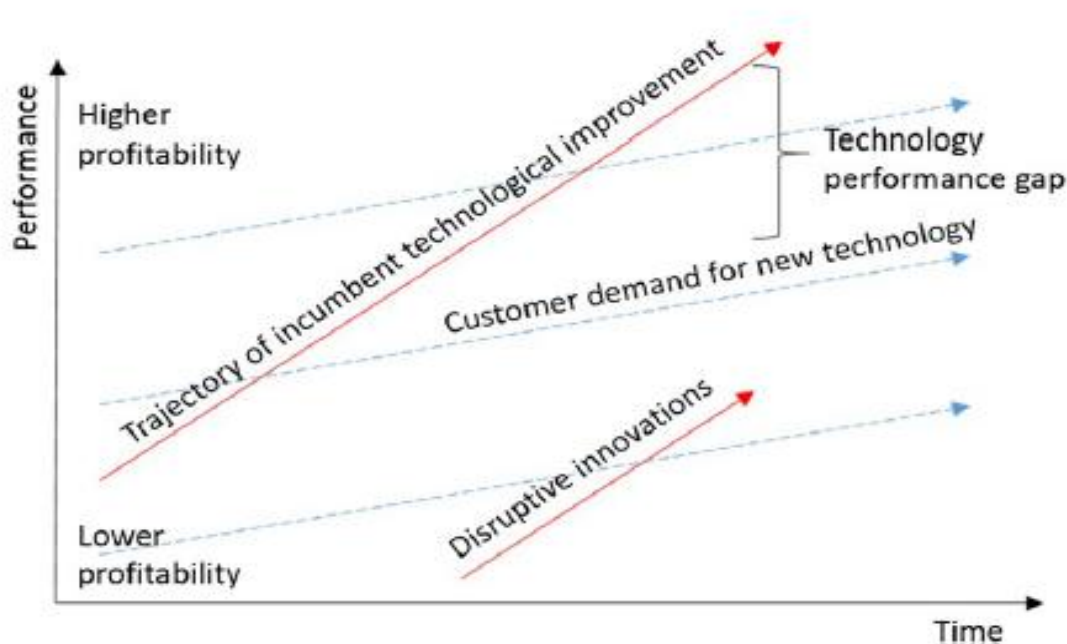 Performance
Higher
profitability
Trajectory of incumbent technological improvement
Technology
performance gap
Customer demand for new technology
Disruptive innovations
Lower
profitability
Time